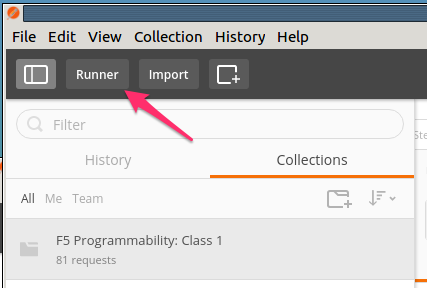 File Edit View Collection History Help
Runner Import
Filter
History Collections
All Me Team
F5 Programmability: Class 1
81 requests